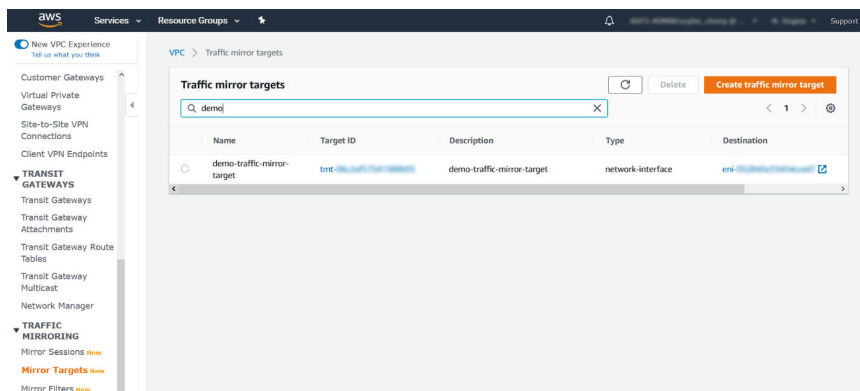 aws
Services
Resource Groups
Support
New VPC Experience
Tell us what you think
Customer Gateways
Virtual Private
Gateways
Site-to-Site VPN
Connections
Client VPN Endpoints
TRANSIT
GATEWAYS
Transit Gateways
Transit Gateway
Attachments
Transit Gateway Route
Tables
Transit Gateway
Multicast
Network Manager
TRAFFIC
MIRRORING
Mirror Sessions New
Mirror Targets New
Mirror Filters New
VPC > Traffic mirror targets
Traffic mirror targets
Delete
Create traffic mirror target
demo
1
Name Target ID Description Type Destination
demo-traffic-mirror-
target
tmt-
demo-traffic-mirror-target
network-interface
eni-